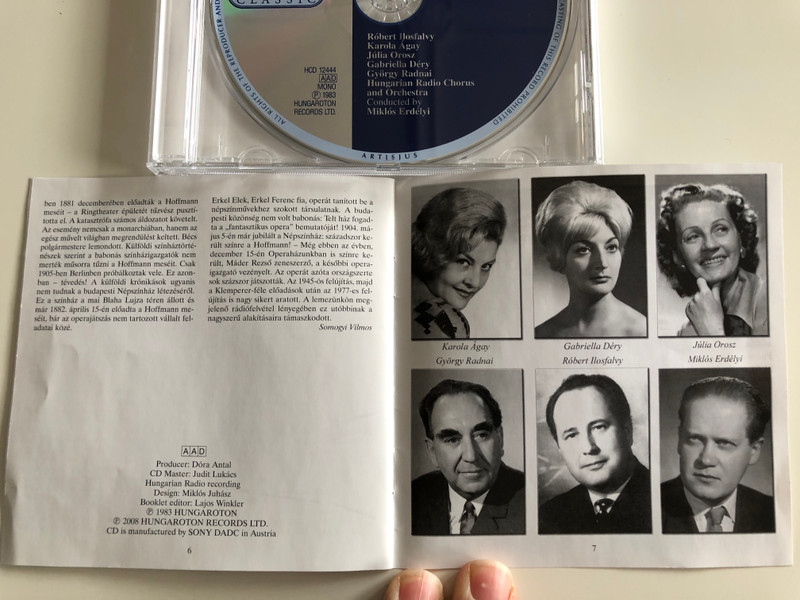 CLASSIC
ALL RIGHTS OF THE REPRODUCER AND
CASTING OF THIS RECORD PROHIBITED
HCD 12444
AAD
MONO
Ⓟ 1983
HUNGAROTON
RECORDS LTD.
Róbert Ilosfalvy
Karola Ágay
Júlia Orosz
Gabriella Déry
György Radnai
Hungarian Radio Chorus
and Orchestra
Conducted by
Miklós Erdélyi
ARTISJUS
ben 1881 decemberében előadták a Hoffmann
meséit – a Ringtheater épületét tűzvész pusztí-
totta el. A katasztrófa számos áldozatot követelt.
Az esemény nemcsak a monarchiában, hanem az
egész művelt világban megrendülést keltett. Bécs
polgármestere lemondott. Külföldi színháztörté-
nészek szerint a babonás színházigazgatók nem
mertek műsorra tűzni a Hoffmann meséit. Csak
1905-ben Berlinben próbálkoztak vele. Ez azon-
ban – tévedés! A külföldi krónikások ugyanis
nem tudnak a budapesti Népszínház létezéséről.
Ez a színház a mai Blaha Lujza téren állott és
már 1882. április 15-én előadta a Hoffmann me-
séit, bár az operajátszás nem tartozott vállalt fel-
adatai közé.
Erkel Elek, Erkel Ferenc fia, operát tanított be a
népszínművekhez szokott társulatnak. A buda-
pesti közönség nem volt babonás: Telt ház fogad-
ta a „fantasztikus opera” bemutatóját! 1904. má-
jus 5-én már jubilált a Népszínház: századszor ke-
rült színre a Hoffmann! – Még ebben az évben,
december 15-én Operaházunkban is színre ke-
rült, Máder Rezső zeneszerző, a későbbi opera-
igazgató vezényelt. Az operát azóta országszerte
sok százszor játszották. Az 1945-ös felújítás, majd
a Klemperer-féle előadások után az 1977-es fel-
újítás is nagy sikert aratott. A lemezünkön meg-
jelenő rádiófelvétel lényegében ez utóbbinak a
nagyszerű alakításaira támaszkodott.
Somogyi Vilmos
AAD
Producer: Dóra Antal
CD Master: Judit Lukács
Hungarian Radio recording
Design: Miklós Juhász
Booklet editor: Lajos Winkler
Ⓟ 1983 HUNGAROTON
Ⓟ 2008 HUNGAROTON RECORDS LTD.
CD is manufactured by SONY DADC in Austria
6
Karola Ágay
Gabriella Déry
Júlia Orosz
György Radnai
Róbert Ilosfalvy
Miklós Erdélyi
7